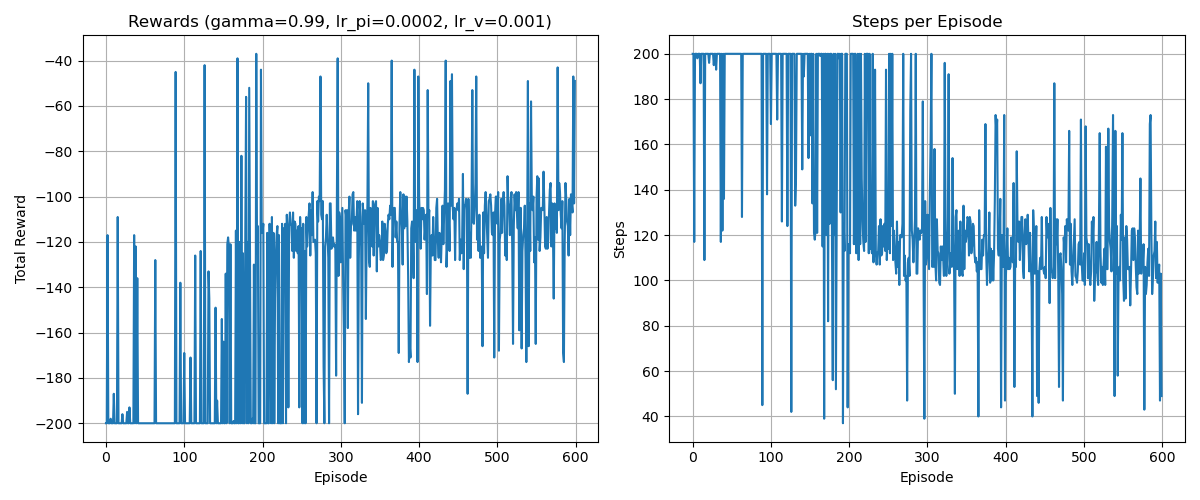 Rewards (gamma=0.99, lr_pi=0.0002, lr_v=0.001)
Total Reward
−40
−60
−80
−100
−120
−140
−160
−180
−200
0 100 200 300 400 500 600
Episode
Steps per Episode
Steps
200
180
160
140
120
100
80
60
40
0 100 200 300 400 500 600
Episode